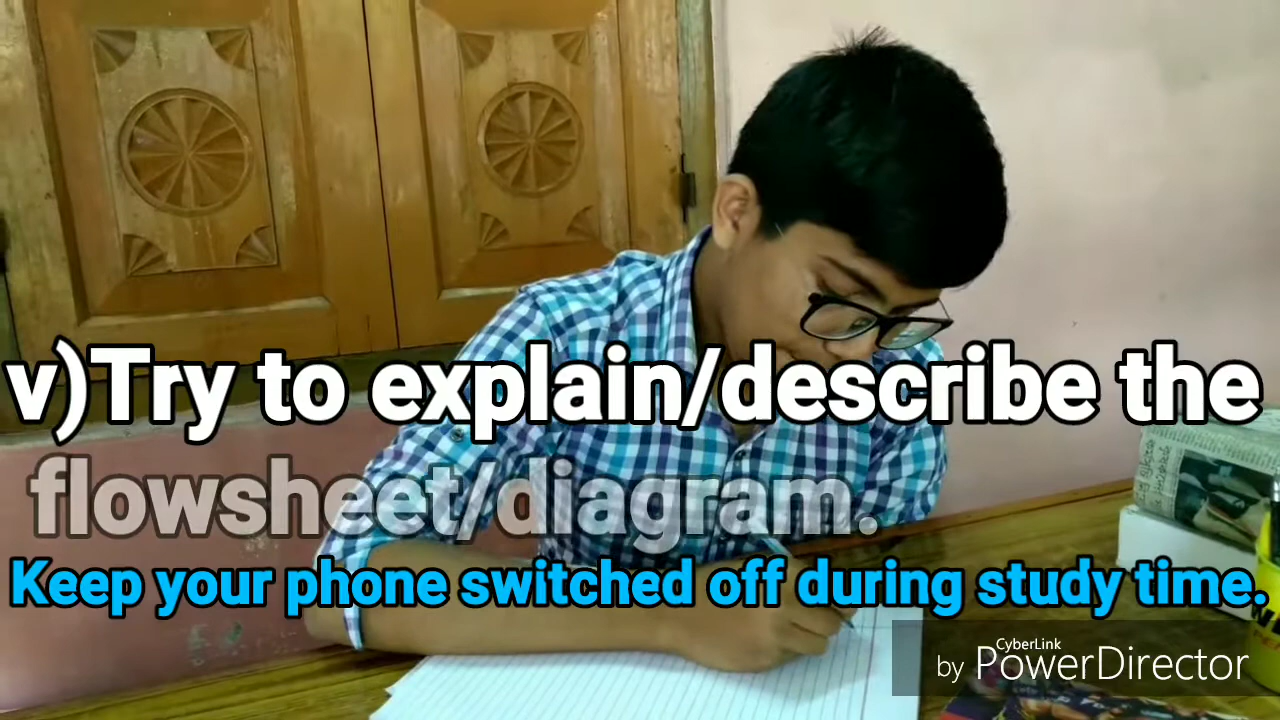 v)Try to explain/describe the
flowsheet/diagram.
Keep your phone switched off during study time.
CyberLink
by PowerDirector